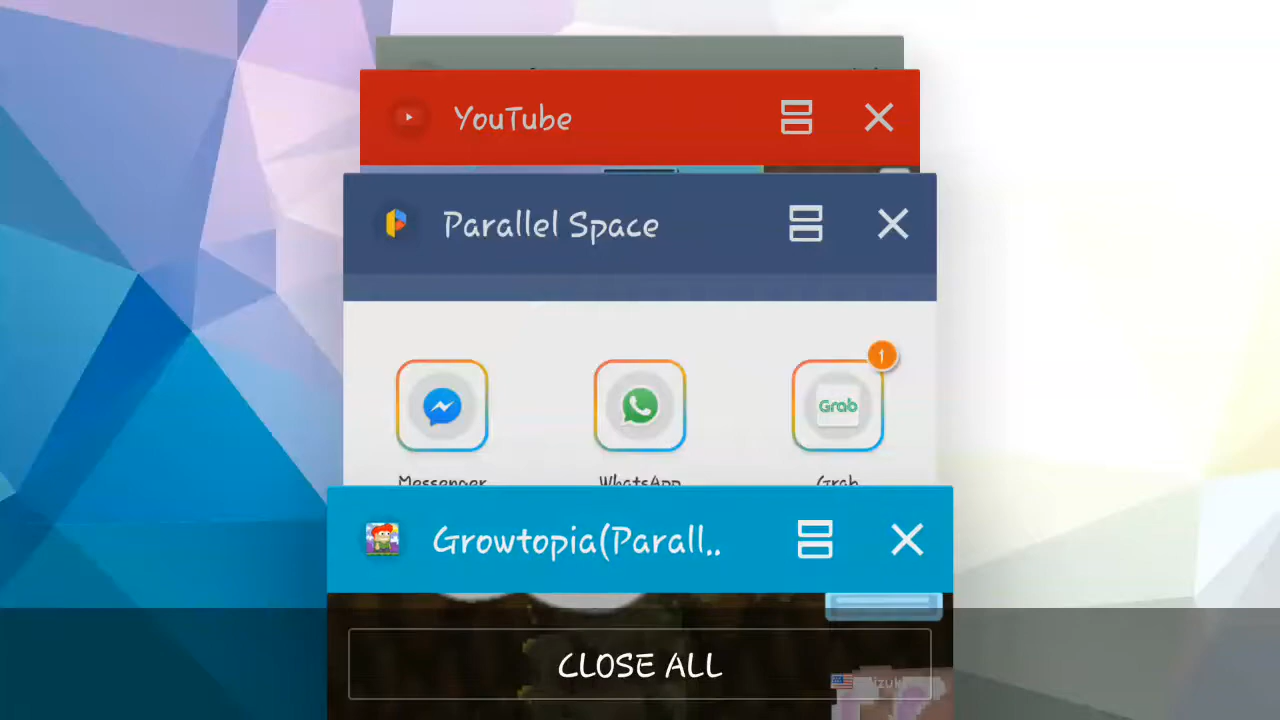 YouTube
Parallel Space
1
Grab
Messenger
WhatsApp
Grab
Growtopia(Parall..
CLOSE ALL